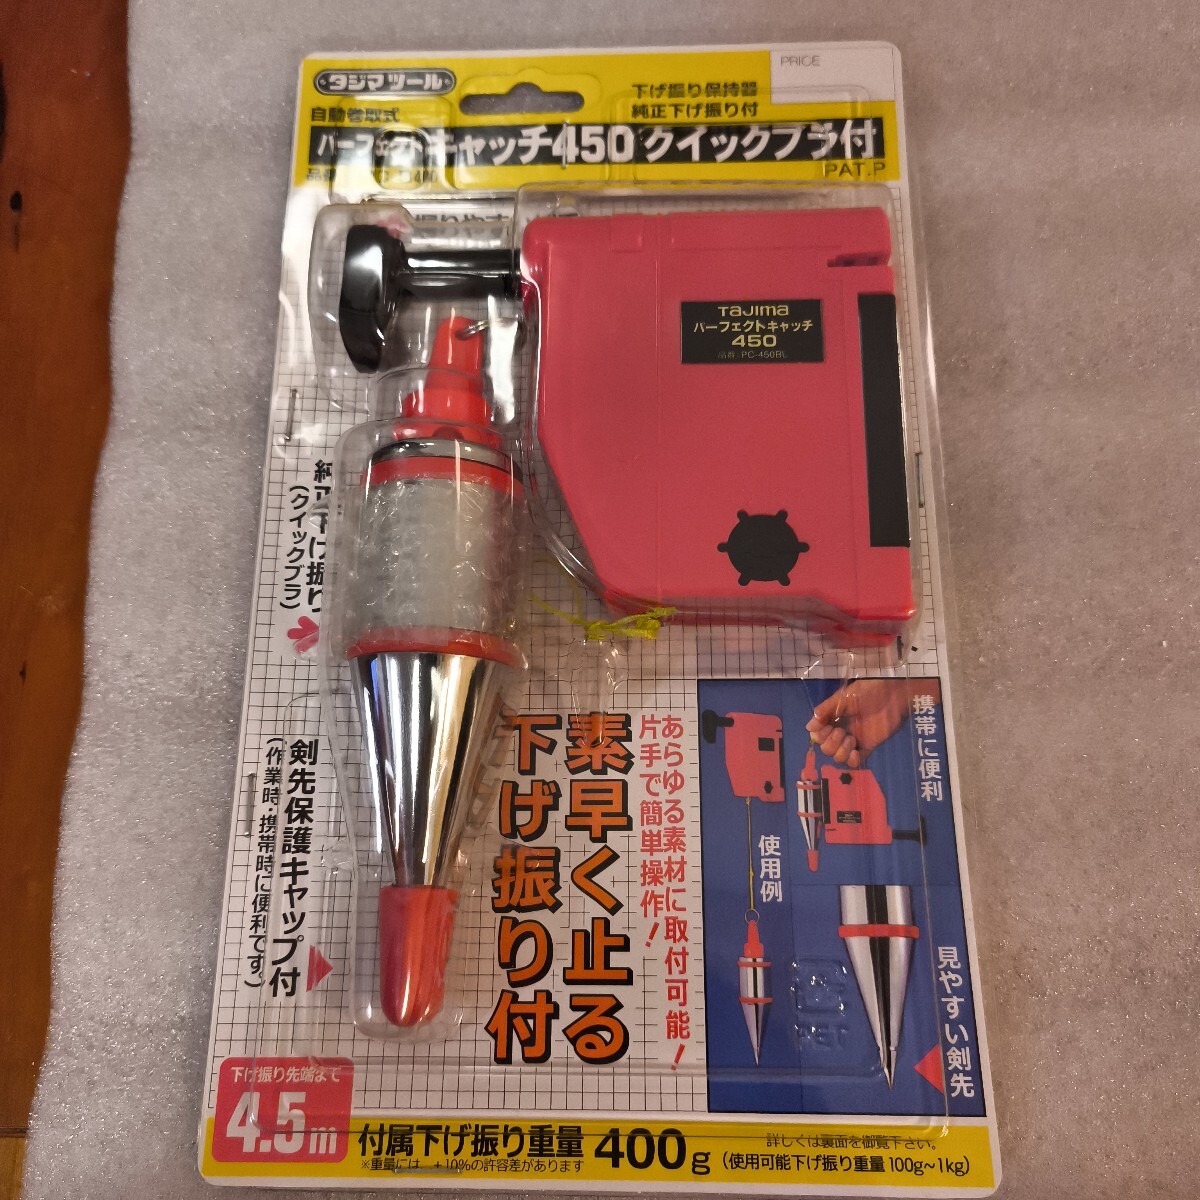 タジマツール
PRICE
下げ振り保持器
純正下げ振り付
自動巻取式
パーフェクトキャッチ450 クイックブラ付
PAT.P
TAJIMA
パーフェクトキャッチ
450
品番 PC-450BL
純正下げ振り
(クイックブラ)
剣先保護キャップ付
(作業時・携帯時に便利です。)
素早く止る
下げ振り付
あらゆる素材に取付可能!
片手で簡単操作!
携帯に便利
使用例
見やすい剣先
PET
下げ振り先端まで
4.5m
付属下げ振り重量 400g
※重量には、+10%の許容差があります
詳しくは裏面を御覧下さい。
(使用可能下げ振り重量 100g~1kg)